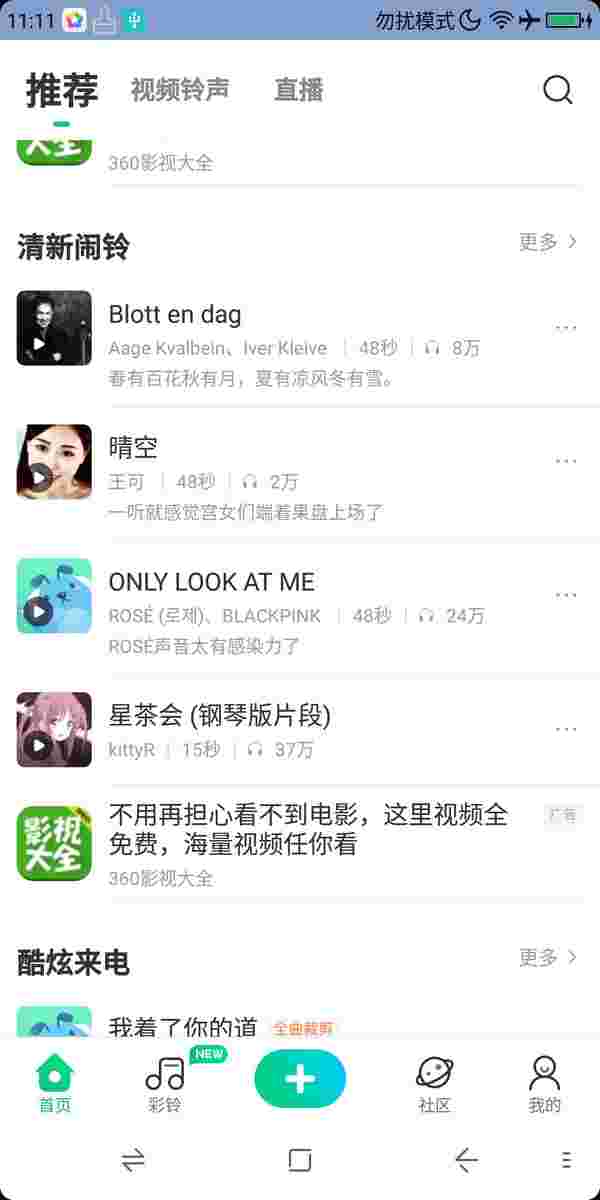 11:11
勿扰模式
推荐 视频铃声 直播
大全
360影视大全
清新闹铃 更多
Blott en dag
Aage Kvalbein、Iver Kleive 48秒 8万
春有百花秋有月，夏有凉风冬有雪。
晴空
王可 48秒 2万
一听就感觉宫女们端着果盘上场了
ONLY LOOK AT ME
ROSÉ (로제)、BLACKPINK 48秒 24万
ROSÉ声音太有感染力了
星茶会 (钢琴版片段)
kittyR 15秒 37万
影视大全
不用再担心看不到电影，这里视频全 广告
免费，海量视频任你看
360影视大全
酷炫来电 更多
我着了你的道 全曲裁剪
NEW
首页 彩铃 社区 我的